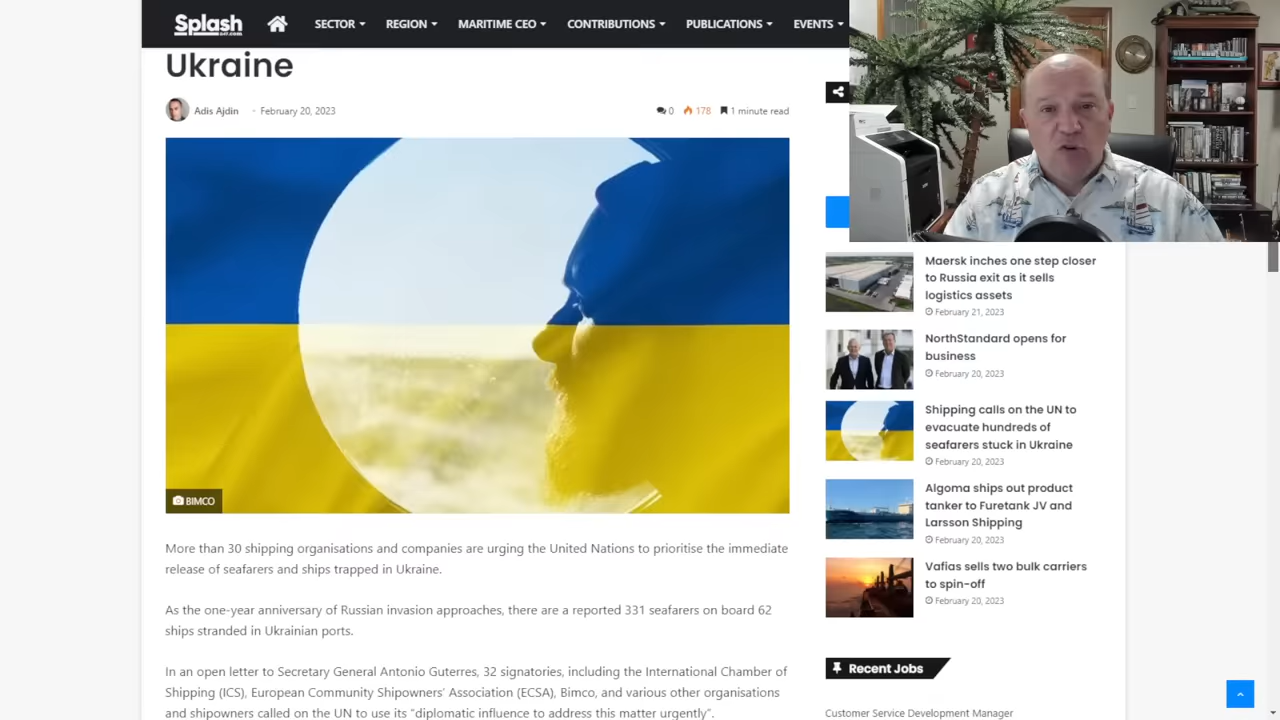 Splash
247.com
SECTOR
REGION
MARITIME CEO
CONTRIBUTIONS
PUBLICATIONS
EVENTS
Ukraine
Adis Ajdin - February 20, 2023
0 178 1 minute read
BIMCO
More than 30 shipping organisations and companies are urging the United Nations to prioritise the immediate
release of seafarers and ships trapped in Ukraine.
As the one-year anniversary of Russian invasion approaches, there are a reported 331 seafarers on board 62
ships stranded in Ukrainian ports.
In an open letter to Secretary General Antonio Guterres, 32 signatories, including the International Chamber of
Shipping (ICS), European Community Shipowners’ Association (ECSA), Bimco, and various other organisations
and shipowners called on the UN to use its “diplomatic influence to address this matter urgently”.
Maersk inches one step closer
to Russia exit as it sells
logistics assets
February 21, 2023
NorthStandard opens for
business
February 20, 2023
Shipping calls on the UN to
evacuate hundreds of
seafarers stuck in Ukraine
February 20, 2023
Algoma ships out product
tanker to Furetank JV and
Larsson Shipping
February 20, 2023
Vafias sells two bulk carriers
to spin-off
February 20, 2023
Recent Jobs
Customer Service Development Manager